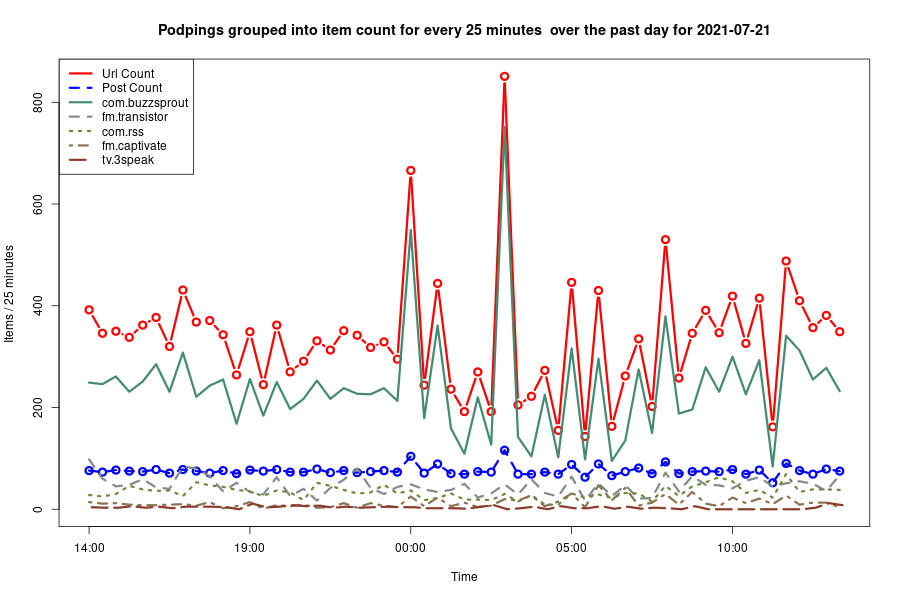 Podpings grouped into item count for every 25 minutes  over the past day for 2021-07-21
Url Count
Post Count
com.buzzsprout
fm.transistor
com.rss
fm.captivate
tv.3speak
Items / 25 minutes
800
600
400
200
0
14:00 19:00 00:00 05:00 10:00
Time